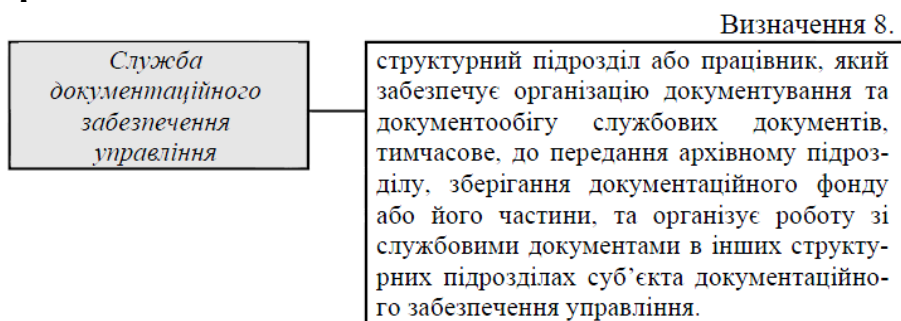 Визначення 8.
Служба
документаційного
забезпечення
управління
структурний підрозділ або працівник, який
забезпечує організацію документування та
документообігу службових документів,
тимчасове, до передання архівному підроз-
ділу, зберігання документаційного фонду
або його частини, та організує роботу зі
службовими документами в інших структу-
рних підрозділах суб’єкта документаційно-
го забезпечення управління.